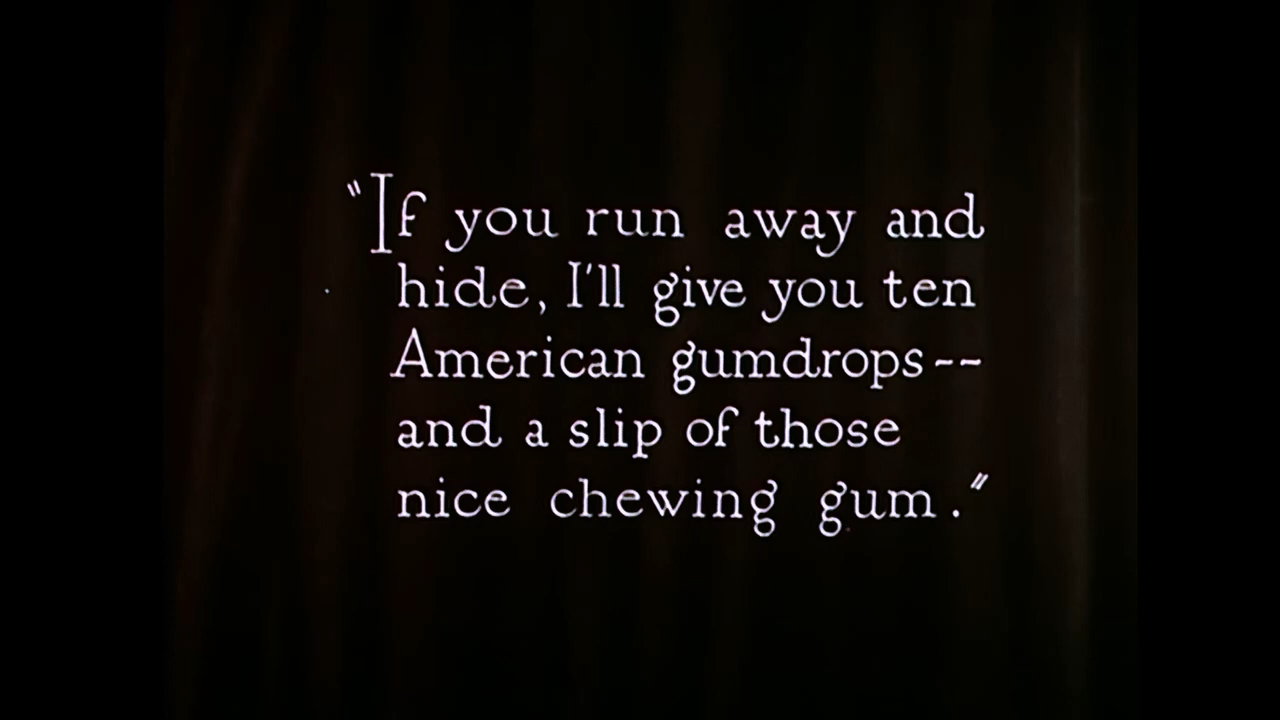 "If you run away and
hide, I'll give you ten
American gumdrops--
and a slip of those
nice chewing gum."